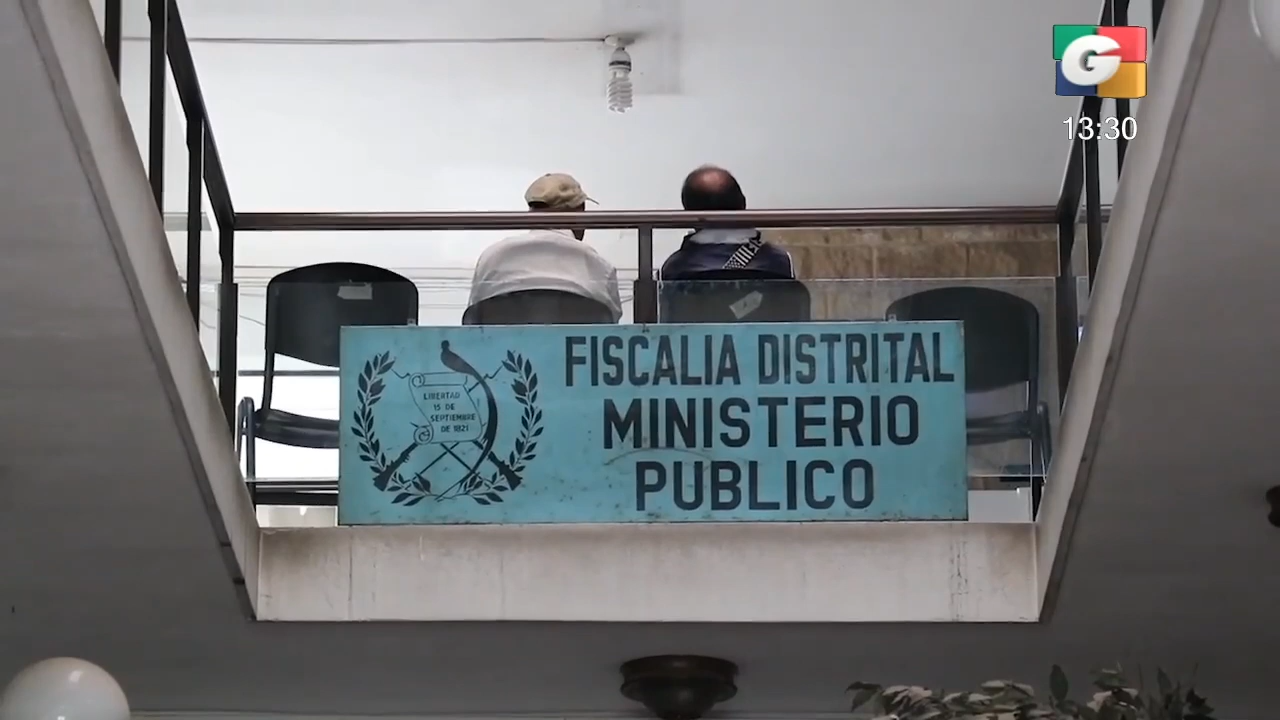 G
13:30
FISCALIA DISTRITAL
MINISTERIO
PUBLICO
LIBERTAD
15 DE
SEPTIEMBRE
DE 1821